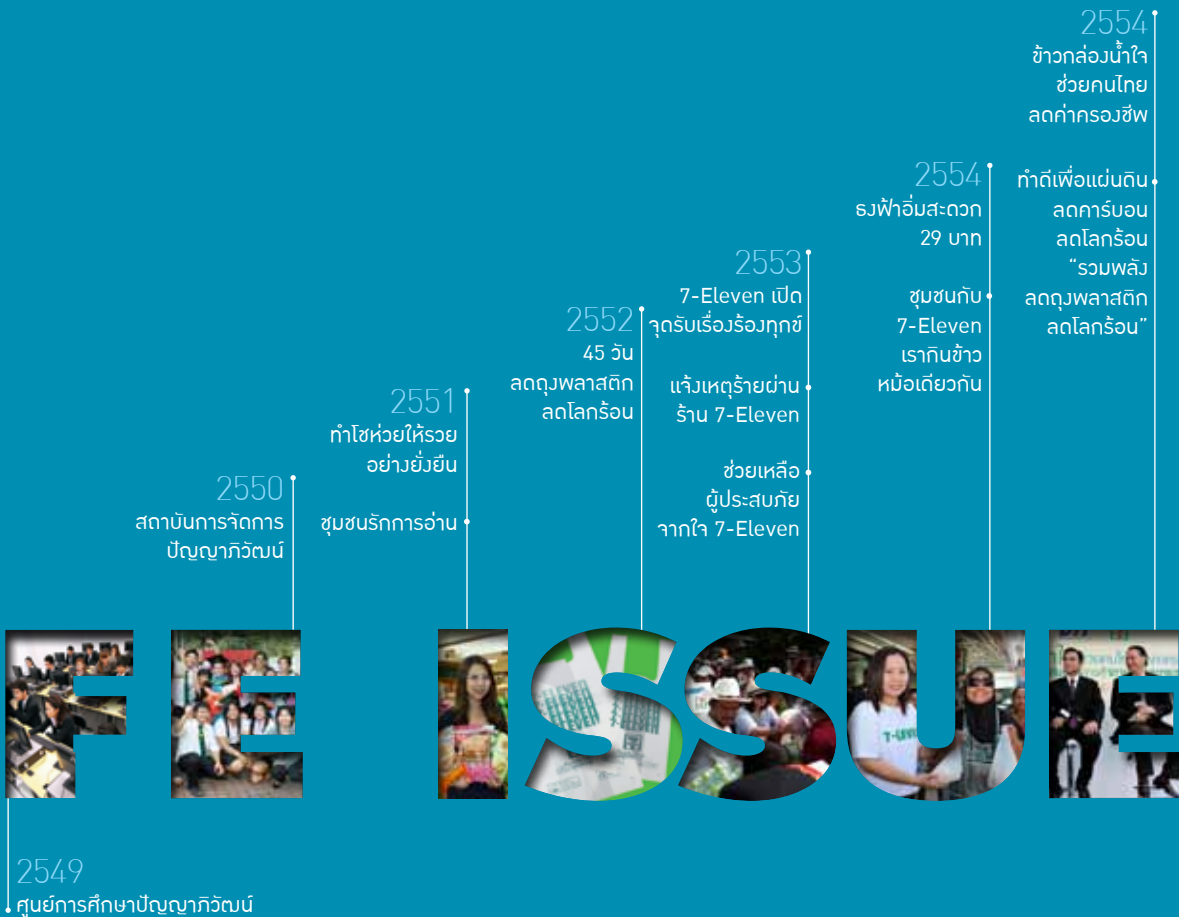 2554
ข้าวกล่องน้ำใจ
ช่วยคนไทย
ลดค่าครองชีพ
ทำดีเพื่อแผ่นดิน
ลดคาร์บอน
ลดโลกร้อน
“รวมพลัง
ลดถุงพลาสติก
ลดโลกร้อน”
2554
ธงฟ้าอิ่มสะดวก
29 บาท
ชุมชนกับ
7-Eleven
เรากินข้าว
หม้อเดียวกัน
2553
7-Eleven เปิด
จุดรับเรื่องร้องทุกข์
แจ้งเหตุร้ายผ่าน
ร้าน 7-Eleven
ช่วยเหลือ
ผู้ประสบภัย
จากใจ 7-Eleven
2552
45 วัน
ลดถุงพลาสติก
ลดโลกร้อน
2551
ทำโชห่วยให้รวย
อย่างยั่งยืน
ชุมชนรักการอ่าน
2550
สถาบันการจัดการ
ปัญญาภิวัฒน์
FE ISSUE
2549
ศูนย์การศึกษาปัญญาภิวัฒน์